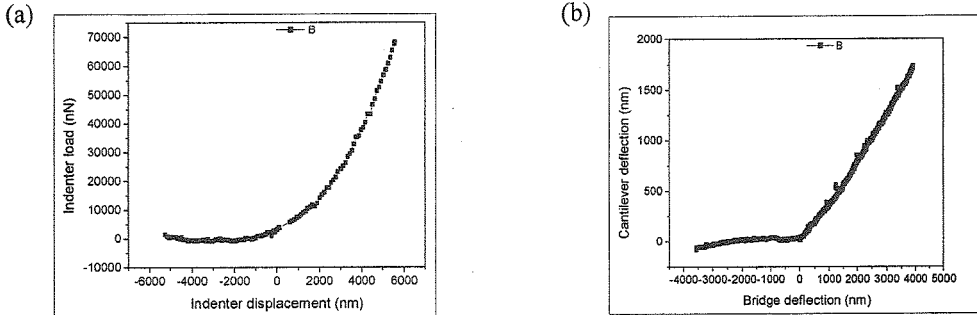 (a)
B
70000
60000
50000
40000
30000
20000
10000
0
-10000
Indenter load (nN)
-6000 -4000 -2000 0 2000 4000 6000
Indenter displacement (nm)
(b)
B
2000
1500
1000
500
0
Cantilever deflection (nm)
-4000-3000-2000-1000 0 1000 2000 3000 4000 5000
Bridge deflection (nm)